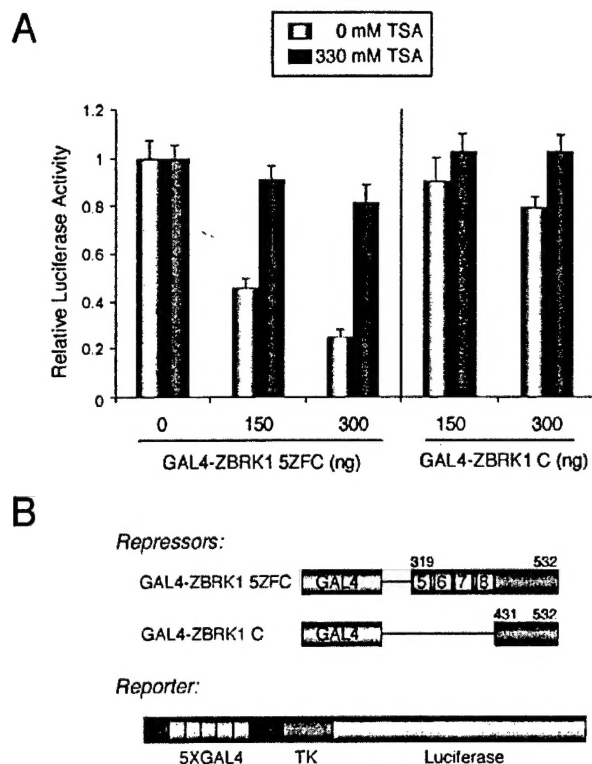 A
0 mM TSA
330 mM TSA
Relative Luciferase Activity
1.2
1
0.8
0.6
0.4
0.2
0
0 150 300 150 300
GAL4-ZBRK1 5ZFC (ng) GAL4-ZBRK1 C (ng)
B
Repressors:
319 532
GAL4-ZBRK1 5ZFC GAL4 5 6 7 8
431 532
GAL4-ZBRK1 C GAL4
Reporter:
5XGAL4 TK Luciferase